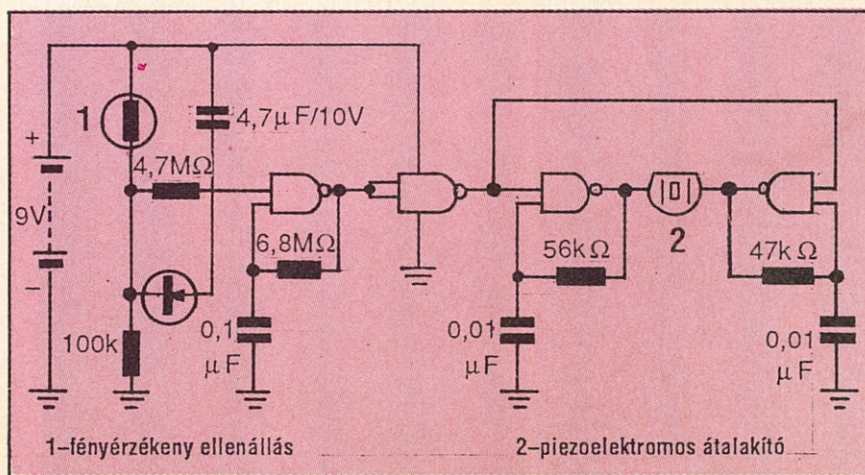 1
4,7μF/10V
+
4,7MΩ
9V
6,8MΩ
2
56kΩ
47kΩ
−
100k
0,1
μF
0,01
μF
0,01
μF
1–fényérzékeny ellenállás
2–piezoelektromos átalakító